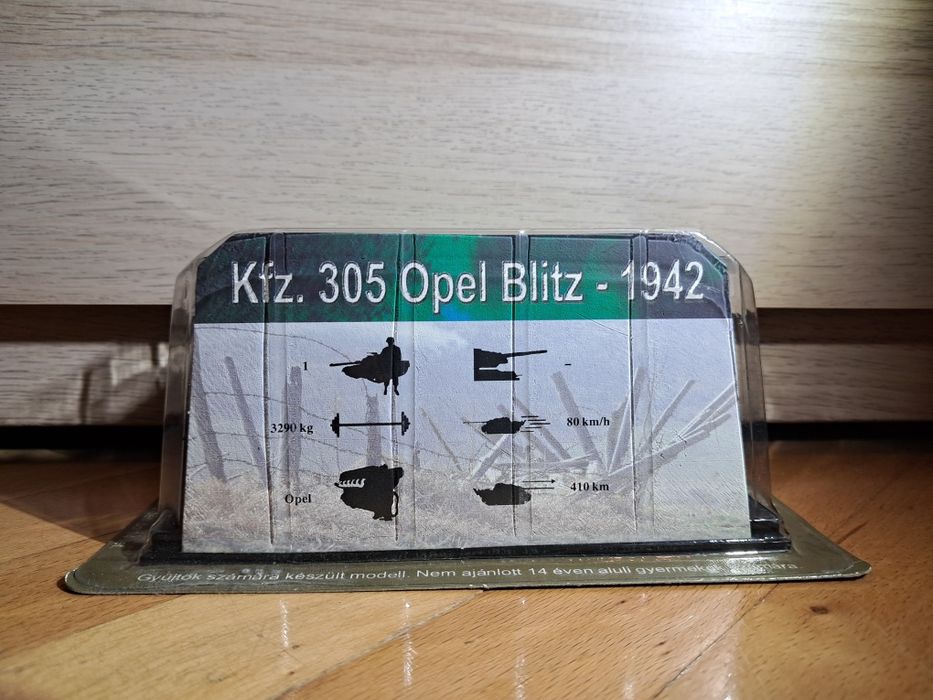 Kfz. 305 Opel Blitz - 1942
1 -
3290 kg 80 km/h
Opel 410 km
Gyűjtők számára készült modell. Nem ajánlott 14 éven aluli gyermekek számára